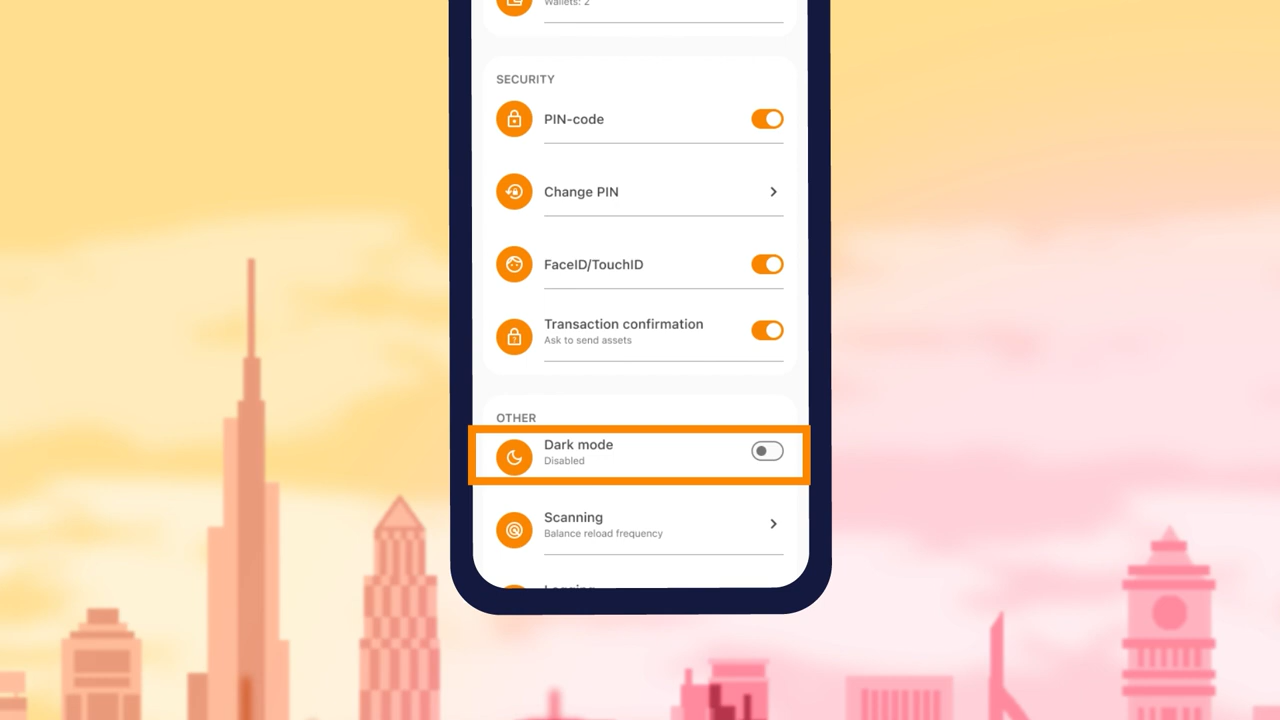 Wallets: 2
SECURITY
PIN-code
Change PIN
FaceID/TouchID
Transaction confirmation
Ask to send assets
OTHER
Dark mode
Disabled
Scanning
Balance reload frequency